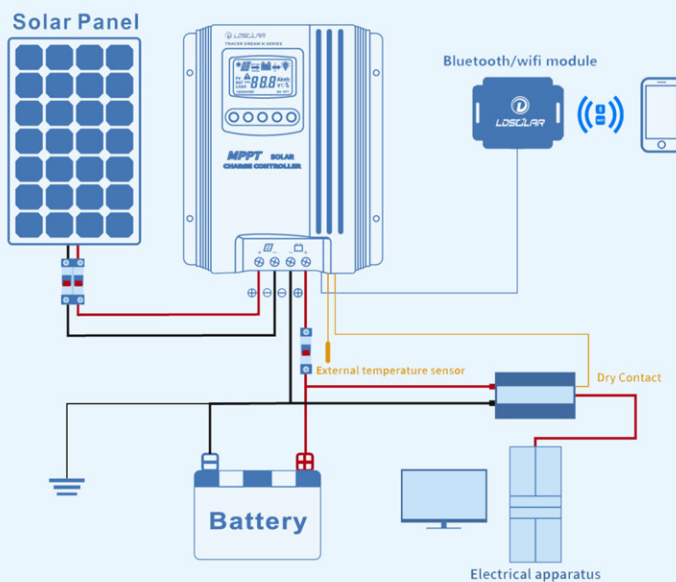 Solar Panel
LDSOLAR
TRACER DREAM N SERIES
MPPT SOLAR
CHARGE CONTROLLER
Bluetooth/wifi module
LDSOLAR
External temperature sensor
Dry Contact
Battery
Electrical apparatus